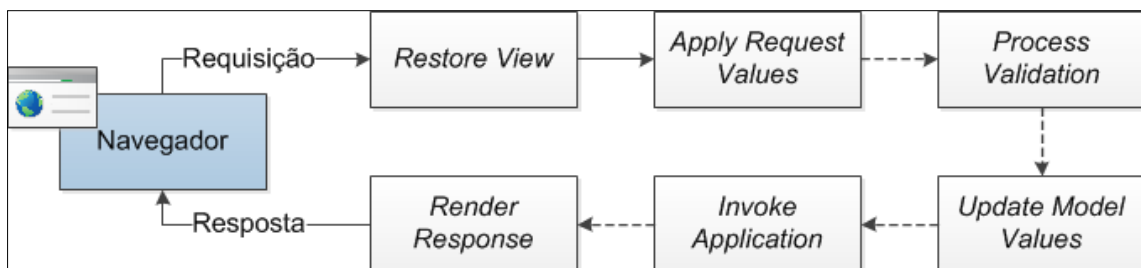 Requisição
Restore View
Apply Request
Values
Process
Validation
Navegador
Resposta
Render
Response
Invoke
Application
Update Model
Values